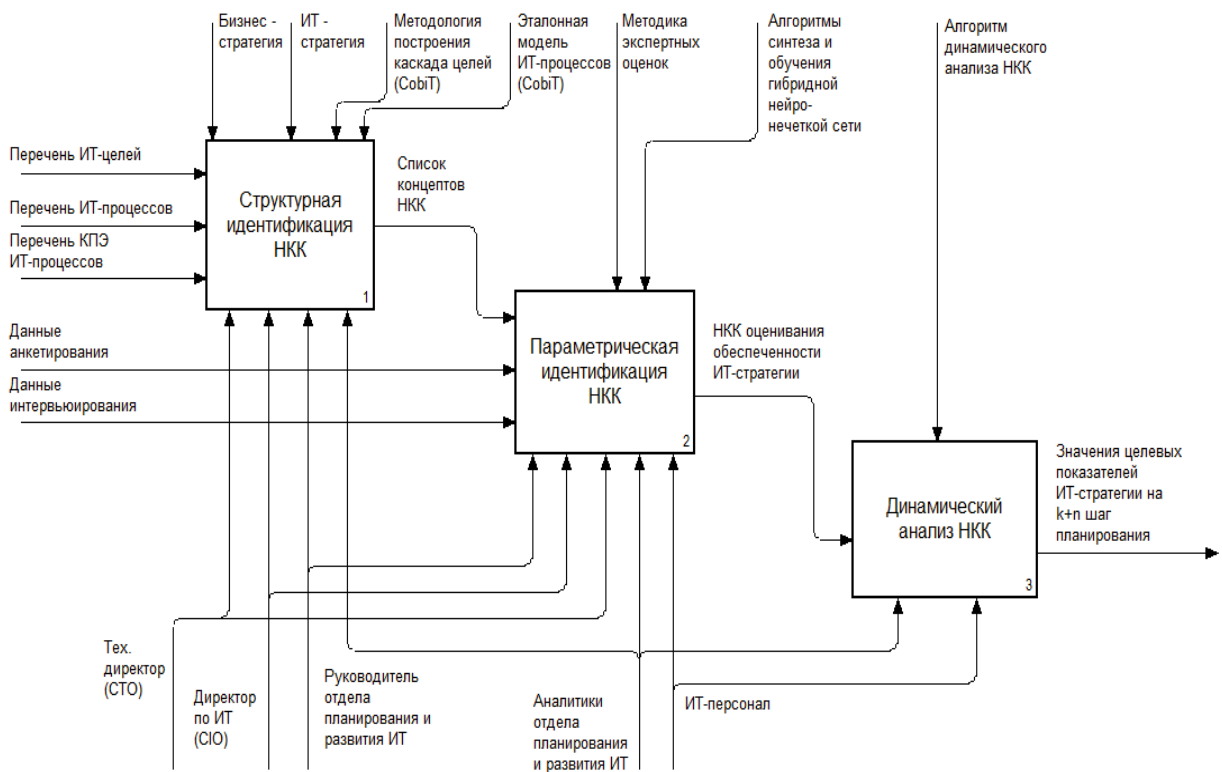 Бизнес -
стратегия
ИТ -
стратегия
Методология
построения
каскада целей
(CobiT)
Эталонная
модель
ИТ-процессов
(CobiT)
Методика
экспертных
оценок
Алгоритмы
синтеза и
обучения
гибридной
нейро-
нечеткой сети
Алгоритм
динамического
анализа НКК
Перечень ИТ-целей
Перечень ИТ-процессов
Перечень КПЭ
ИТ-процессов
Структурная
идентификация
НКК
1
Список
концептов
НКК
Данные
анкетирования
Данные
интервьюирования
Параметрическая
идентификация
НКК
2
НКК оценивания
обеспеченности
ИТ-стратегии
Динамический
анализ НКК
3
Значения целевых
показателей
ИТ-стратегии на
k+n шаг
планирования
Тех.
директор
(CTO)
Директор
по ИТ
(CIO)
Руководитель
отдела
планирования и
развития ИТ
Аналитики
отдела
планирования
и развития ИТ
ИТ-персонал